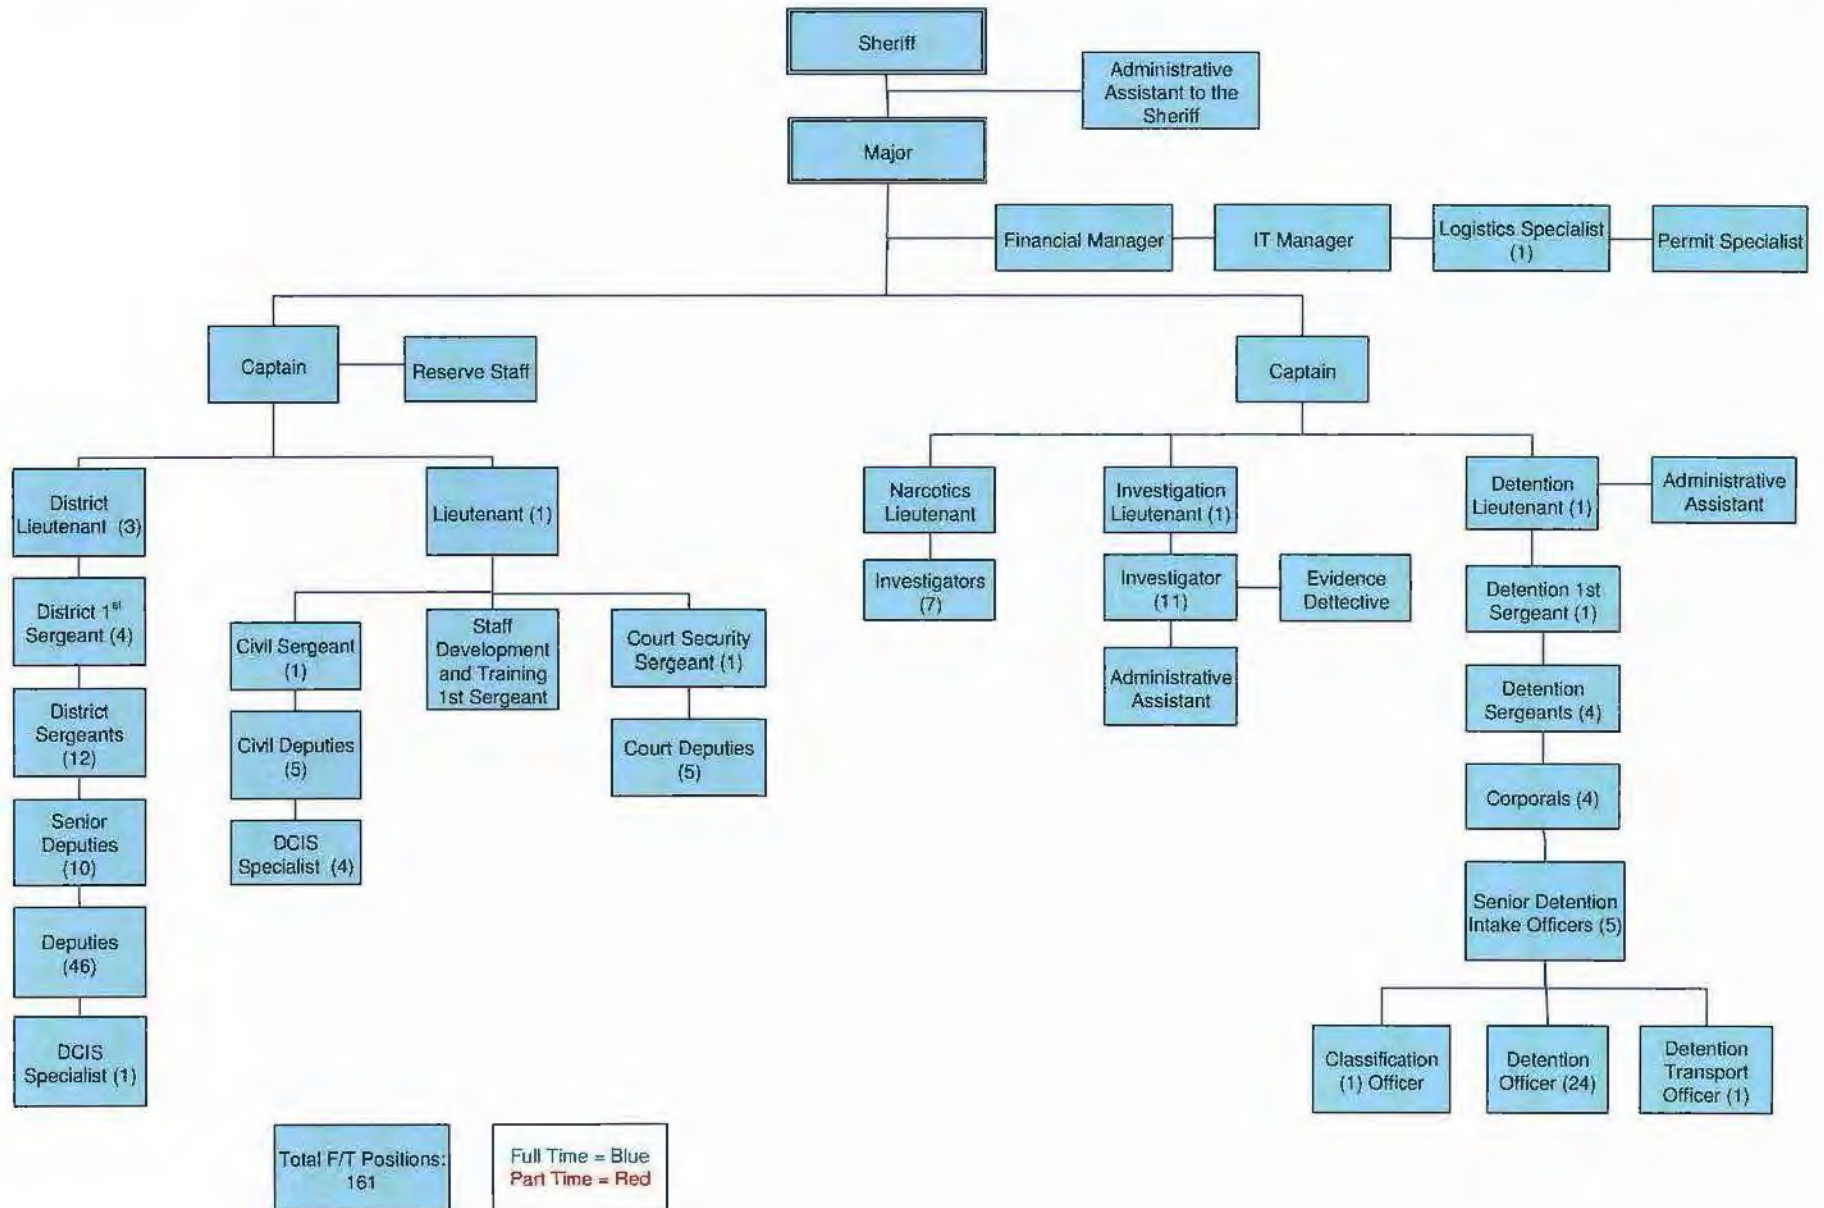 Sheriff
Administrative
Assistant to the
Sheriff
Major
Financial Manager
IT Manager
Logistics Specialist
(1)
Permit Specialist
Captain
Reserve Staff
Captain
District
Lieutenant (3)
Lieutenant (1)
Narcotics
Lieutenant
Investigation
Lieutenant (1)
Detention
Lieutenant (1)
Administrative
Assistant
District 1st
Sergeant (4)
Civil Sergeant
(1)
Staff
Development
and Training
1st Sergeant
Court Security
Sergeant (1)
Investigators
(7)
Investigator
(11)
Evidence
Dettective
Detention 1st
Sergeant (1)
District
Sergeants
(12)
Civil Deputies
(5)
Court Deputies
(5)
Administrative
Assistant
Detention
Sergeants (4)
Senior
Deputies
(10)
DCIS
Specialist (4)
Corporals (4)
Deputies
(46)
Senior Detention
Intake Officers (5)
DCIS
Specialist (1)
Classification
(1) Officer
Detention
Officer (24)
Detention
Transport
Officer (1)
Total F/T Positions:
161
Full Time = Blue
Part Time = Red